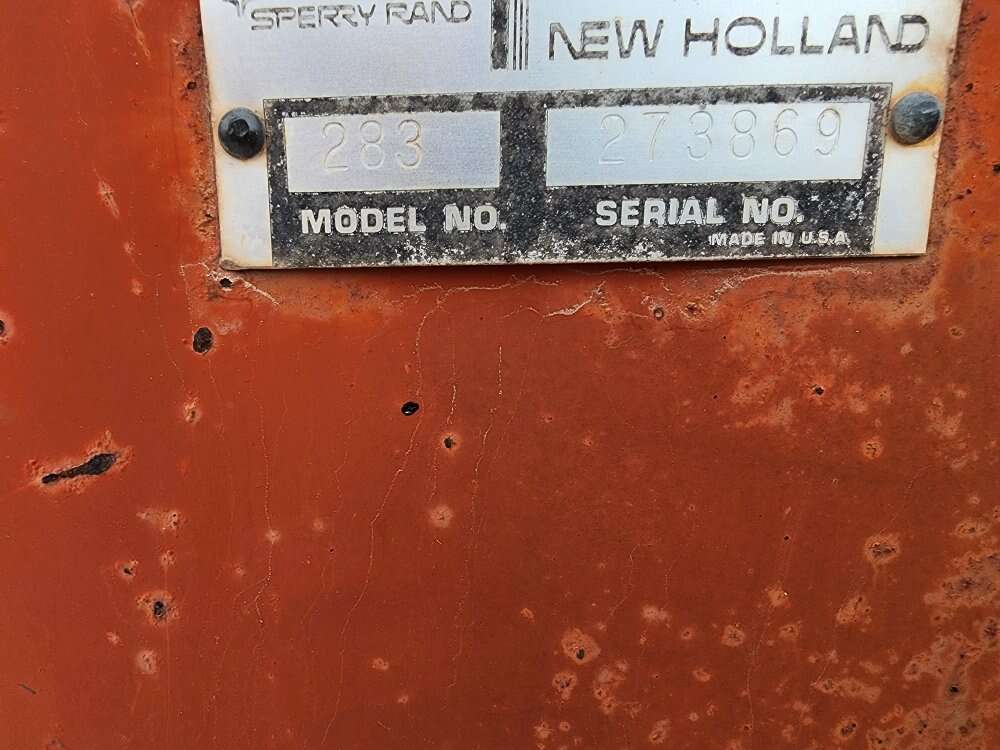 SPERRY RAND
NEW HOLLAND
283 273869
MODEL NO. SERIAL NO.
MADE IN U.S.A